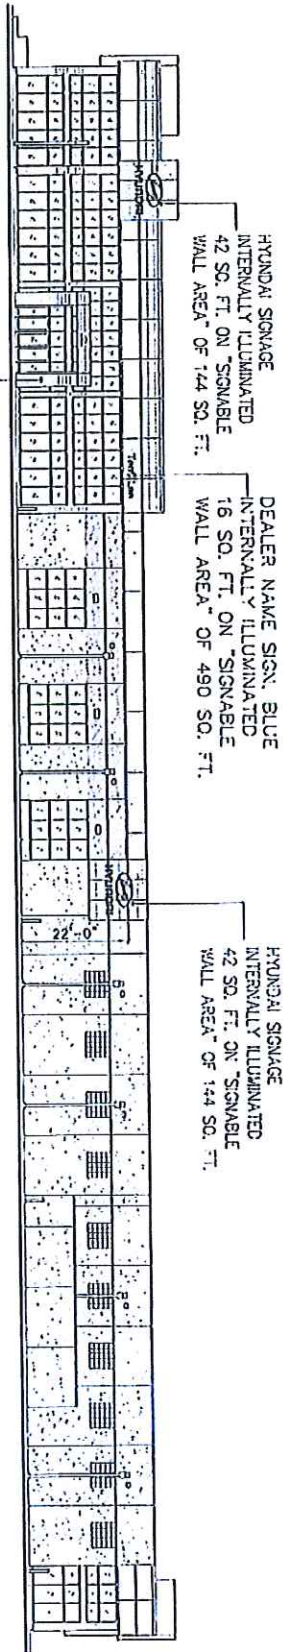 HYUNDAI SIGNAGE
INTERNALLY ILLUMINATED
42 SQ. FT. ON "SIGNABLE
WALL AREA" OF 144 SQ. FT.
DEALER NAME SIGN, BLUE
INTERNALLY ILLUMINATED
16 SQ. FT. ON "SIGNABLE
WALL AREA" OF 490 SQ. FT.
HYUNDAI SIGNAGE
INTERNALLY ILLUMINATED
42 SQ. FT. ON "SIGNABLE
WALL AREA" OF 144 SQ. FT.
HYUNDAI
HYUNDAI
22'-0"